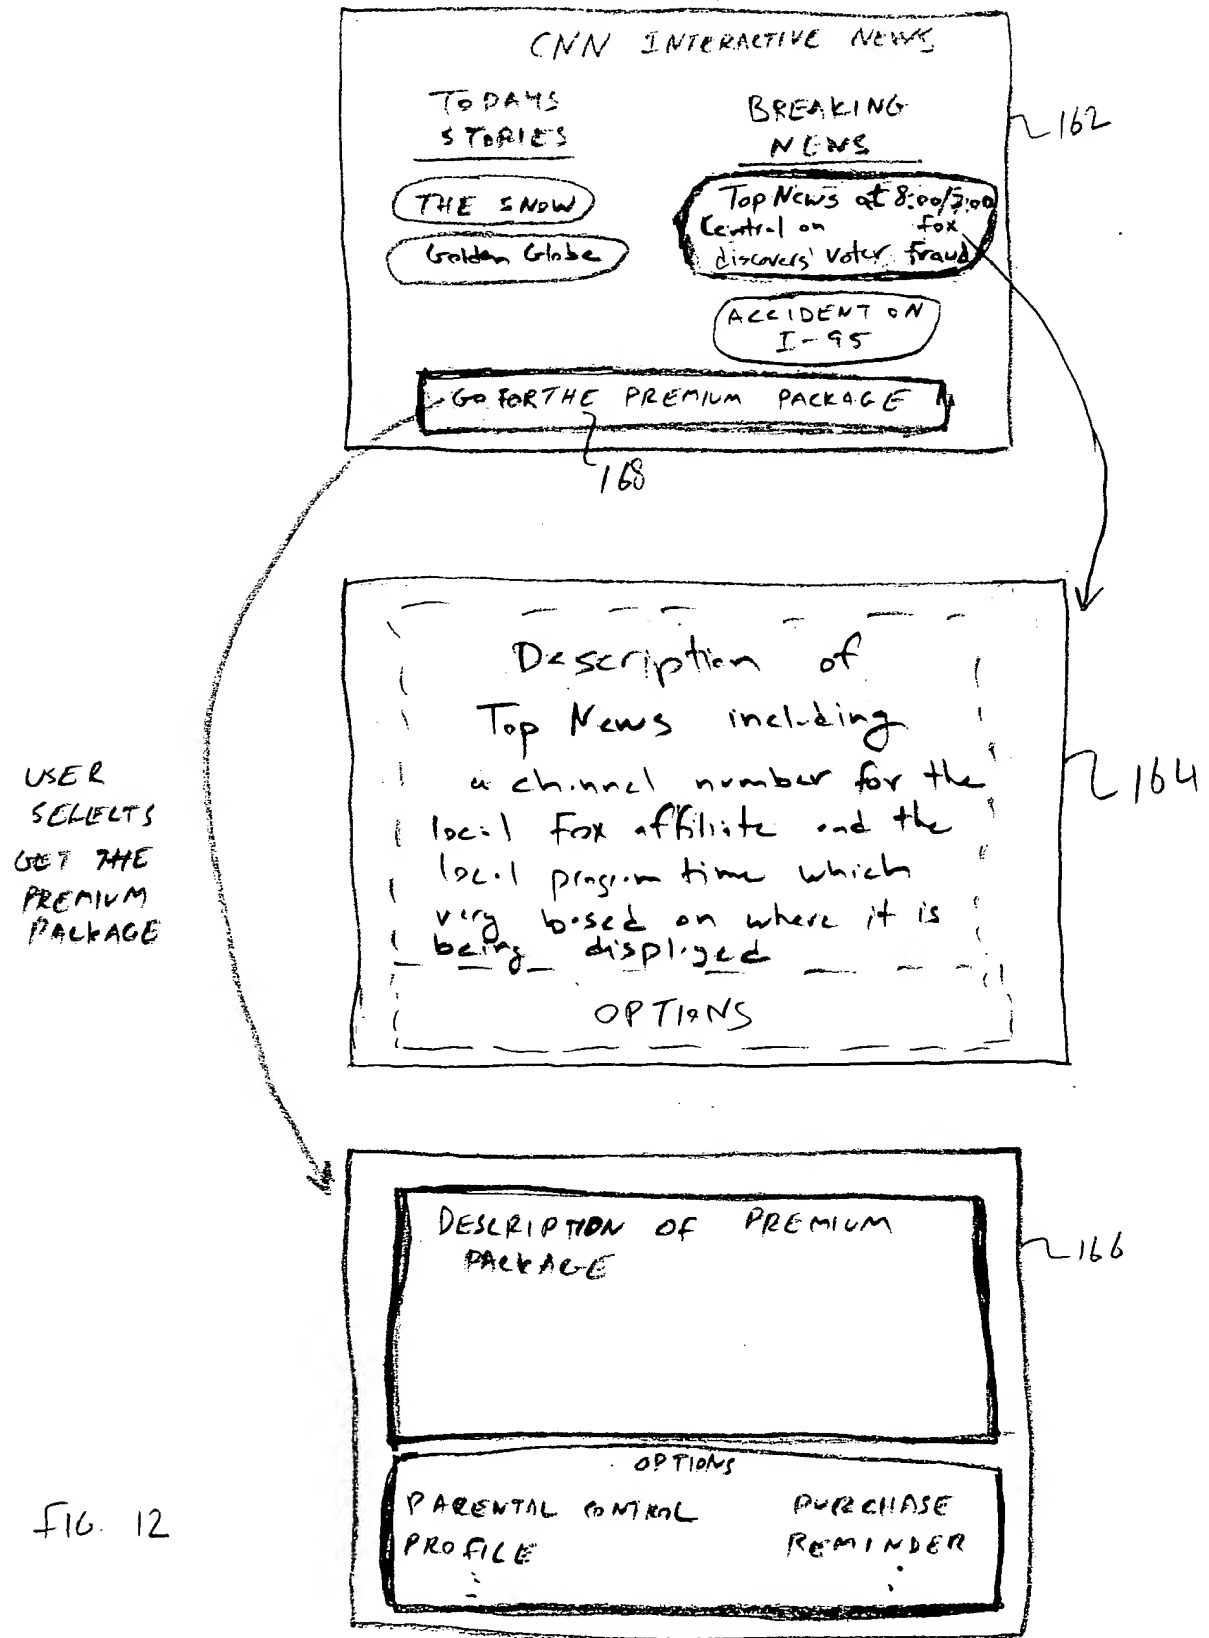 CNN INTERACTIVE NEWS
TODAYS
STORIES
BREAKING
NEWS
162
THE SNOW
Golden Globe
Top News at 8:00/7:00
Central on Fox
discovers' voter fraud
ACCIDENT ON
I-95
GO FOR THE PREMIUM PACKAGE
168
Description of
Top News including
a channel number for the
local Fox affiliate and the
local program time which
very based on where it is
being displayed
OPTIONS
164
USER
SELECTS
GET THE
PREMIUM
PACKAGE
DESCRIPTION OF PREMIUM
PACKAGE
166
OPTIONS
PARENTAL CONTROL
PROFILE
PURCHASE
REMINDER
FIG. 12